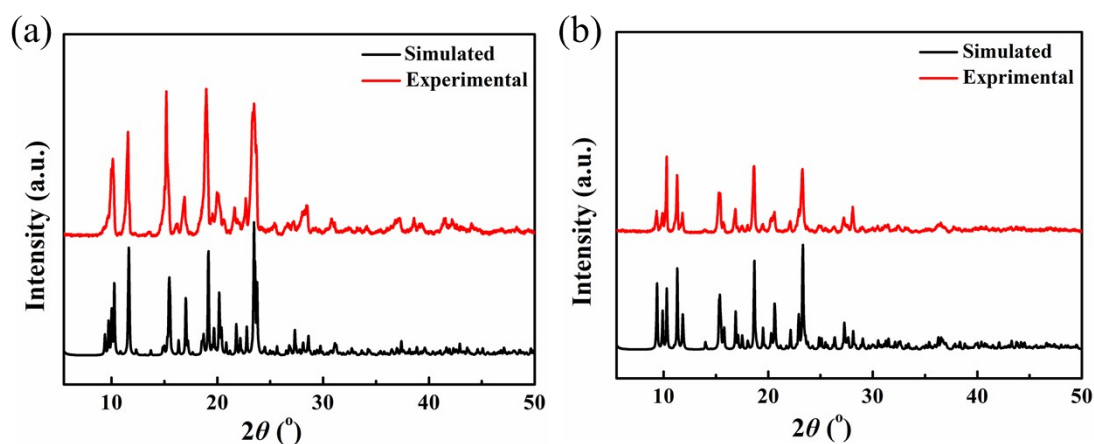 (a)
Simulated
Experimental
Intensity (a.u.)
10 20 30 40 50
2θ (°)
(b)
Simulated
Exprimental
Intensity (a.u.)
10 20 30 40 50
2θ (°)